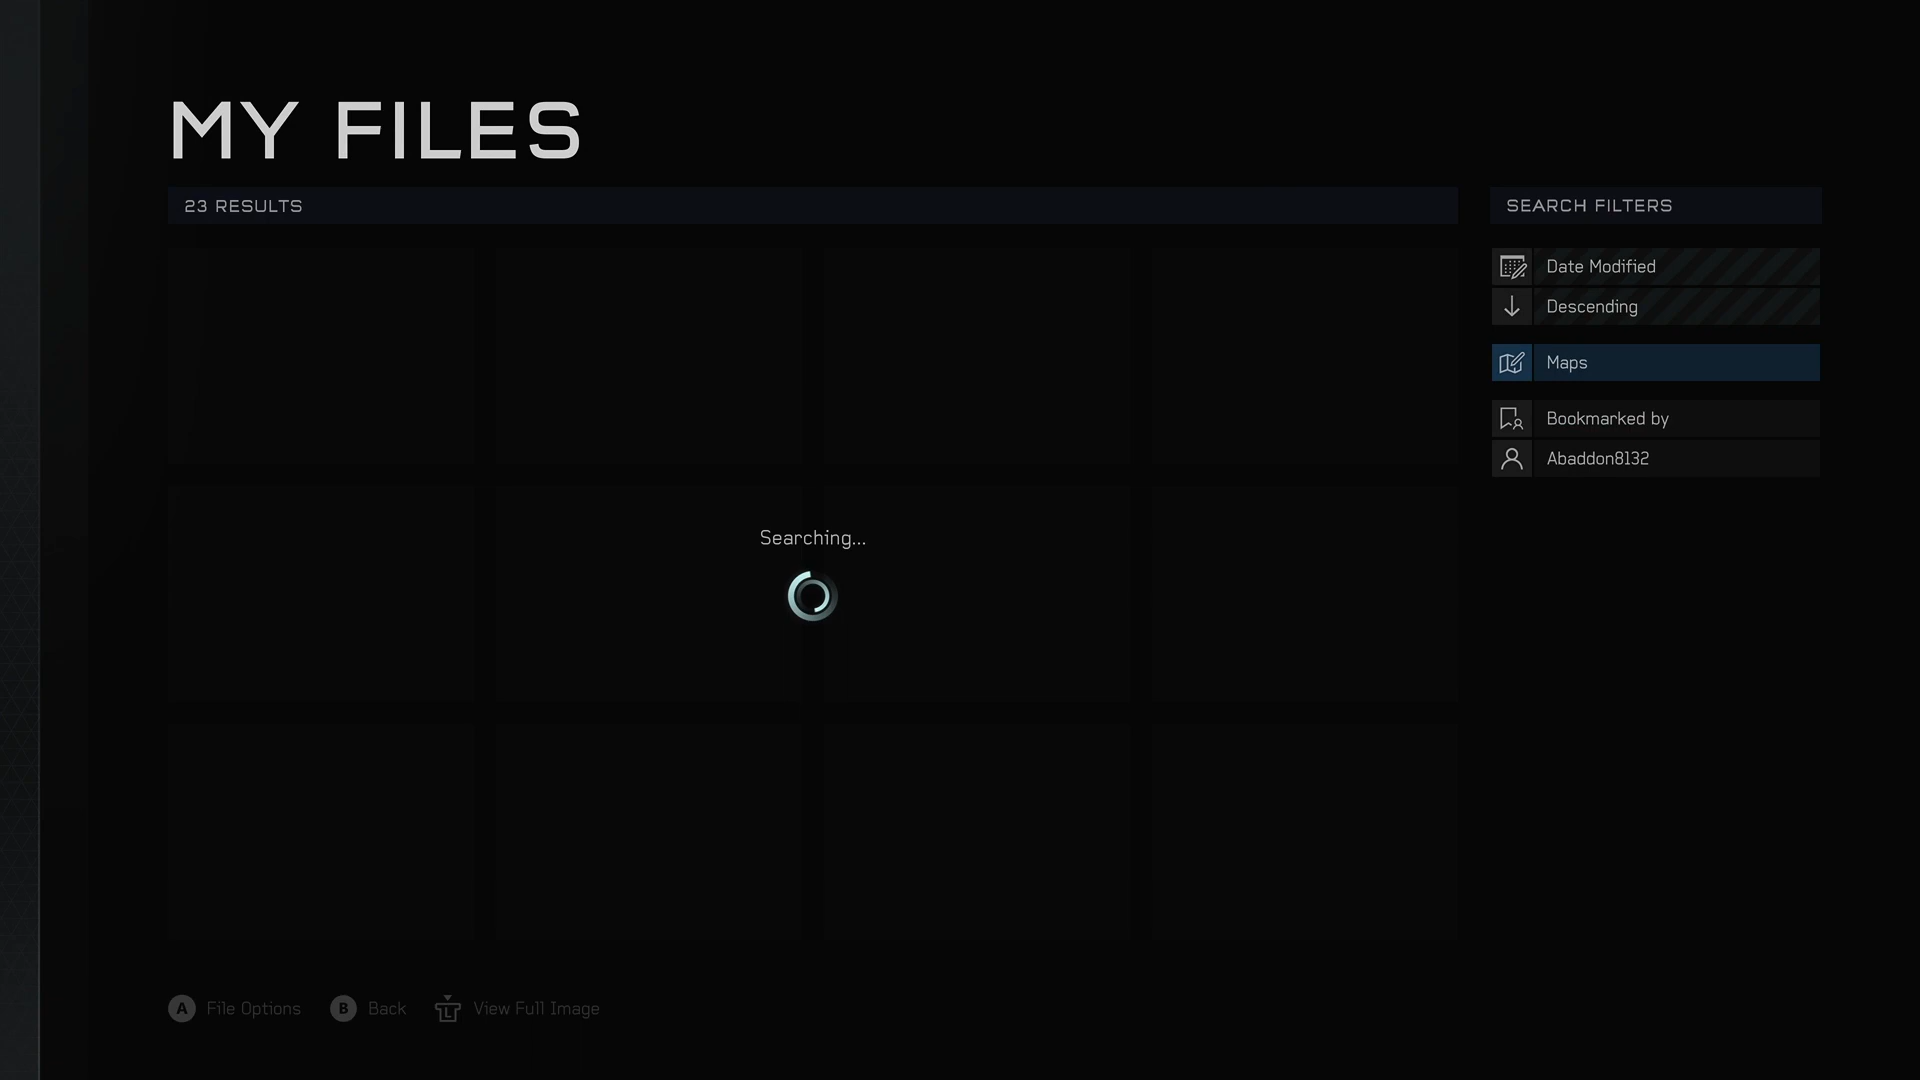 MY FILES
23 RESULTS
SEARCH FILTERS
Date Modified
Descending
Maps
Bookmarked by
Abaddon8132
Searching...
A File Options B Back L View Full Image